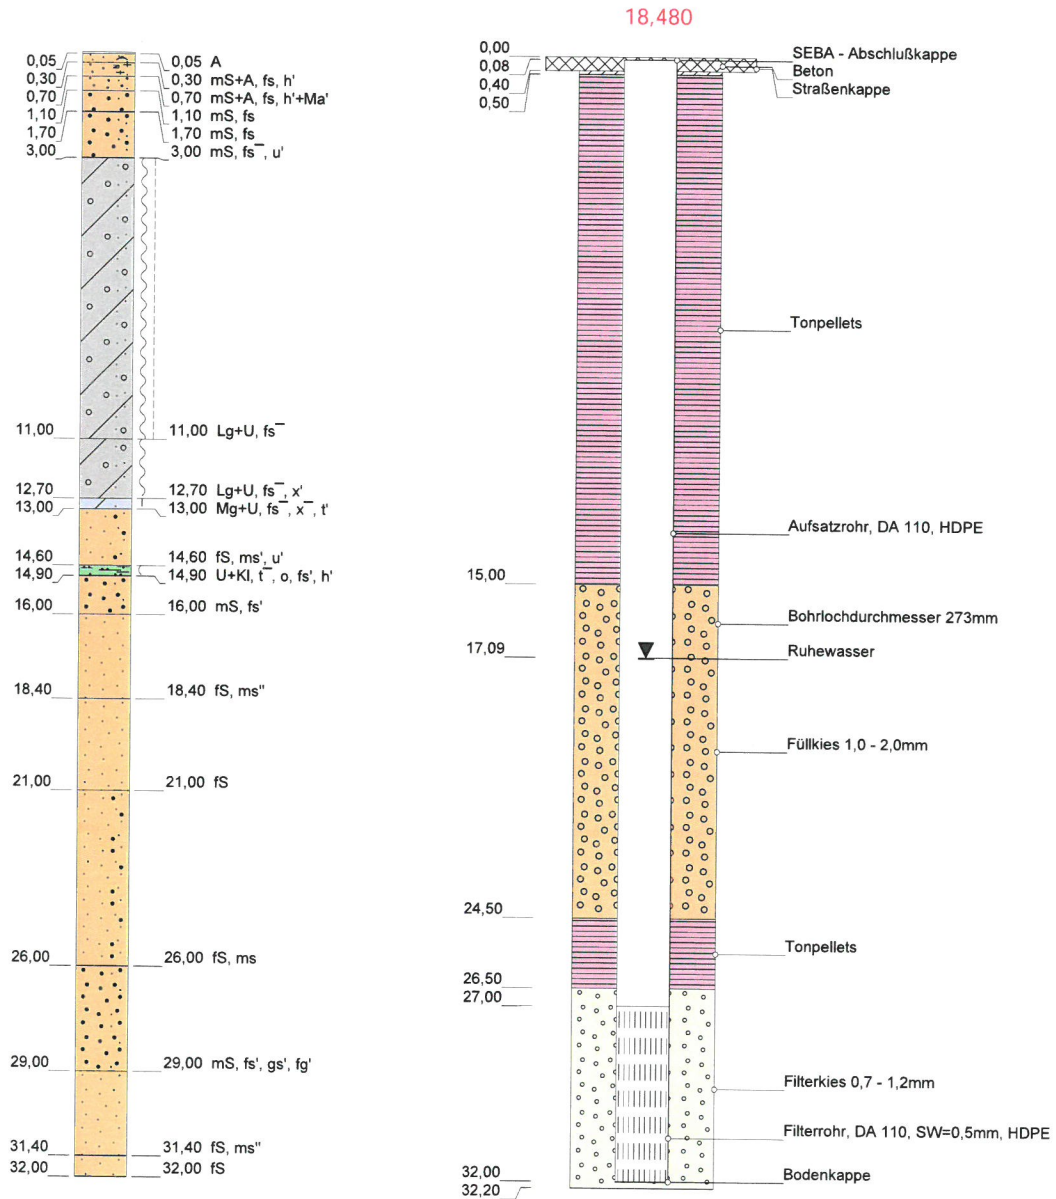 18,480
0,05 0,05 A
0,30 0,30 mS+A, fs, h'
0,70 0,70 mS+A, fs, h'+Ma'
1,10 1,10 mS, fs
1,70 1,70 mS, fs
3,00 3,00 mS, fs‾, u'
11,00 11,00 Lg+U, fs‾
12,70 12,70 Lg+U, fs‾, x'
13,00 13,00 Mg+U, fs‾, x‾, t'
14,60 14,60 fS, ms', u'
14,90 14,90 U+Kl, t‾, o, fs', h'
16,00 16,00 mS, fs'
18,40 18,40 fS, ms"
21,00 21,00 fS
26,00 26,00 fS, ms
29,00 29,00 mS, fs', gs', fg'
31,40 31,40 fS, ms"
32,00 32,00 fS
0,00 SEBA - Abschlußkappe
0,08 Beton
0,40 Straßenkappe
0,50
Tonpellets
Aufsatzrohr, DA 110, HDPE
15,00
Bohrlochdurchmesser 273mm
17,09 Ruhewasser
Füllkies 1,0 - 2,0mm
24,50
Tonpellets
26,50
27,00
Filterkies 0,7 - 1,2mm
Filterrohr, DA 110, SW=0,5mm, HDPE
32,00 Bodenkappe
32,20